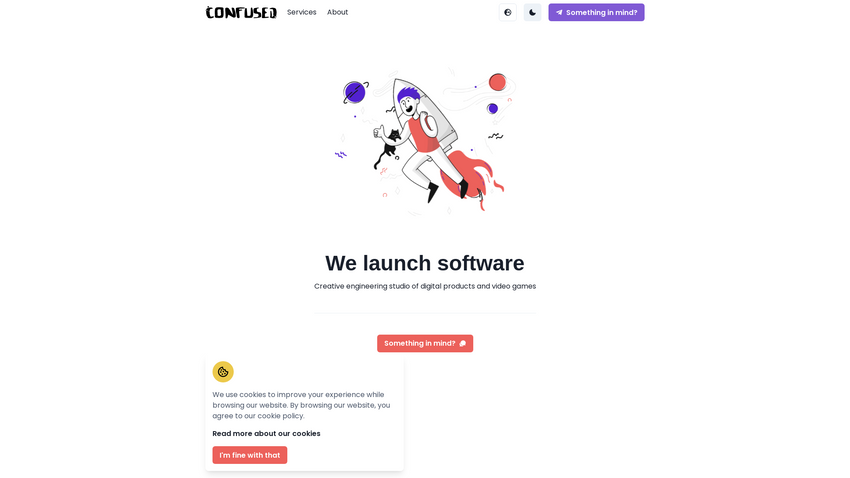 CONFUSED
Services
About
Something in mind?
We launch software
Creative engineering studio of digital products and video games
Something in mind?
We use cookies to improve your experience while
browsing our website. By browsing our website, you
agree to our cookie policy.
Read more about our cookies
I'm fine with that